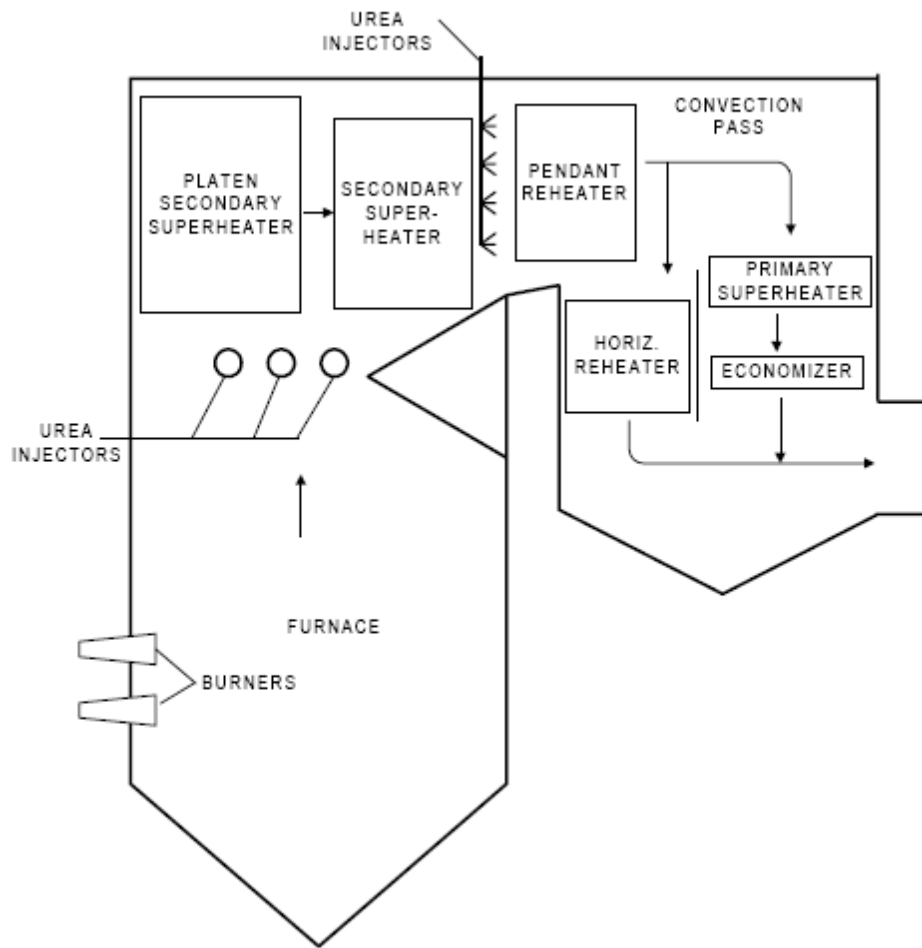 UREA
INJECTORS
CONVECTION
PASS
PLATEN
SECONDARY
SUPERHEATER
SECONDARY
SUPER-
HEATER
PENDANT
REHEATER
PRIMARY
SUPERHEATER
HORIZ.
REHEATER
ECONOMIZER
UREA
INJECTORS
FURNACE
BURNERS